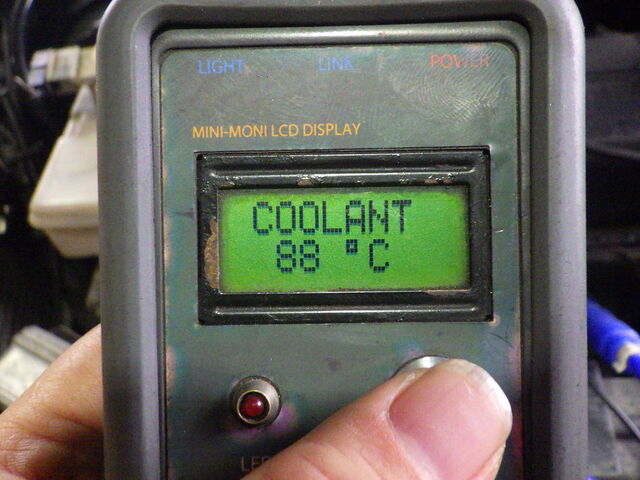 LIGHT LINK POWER
MINI-MONI LCD DISPLAY
COOLANT
88 °C